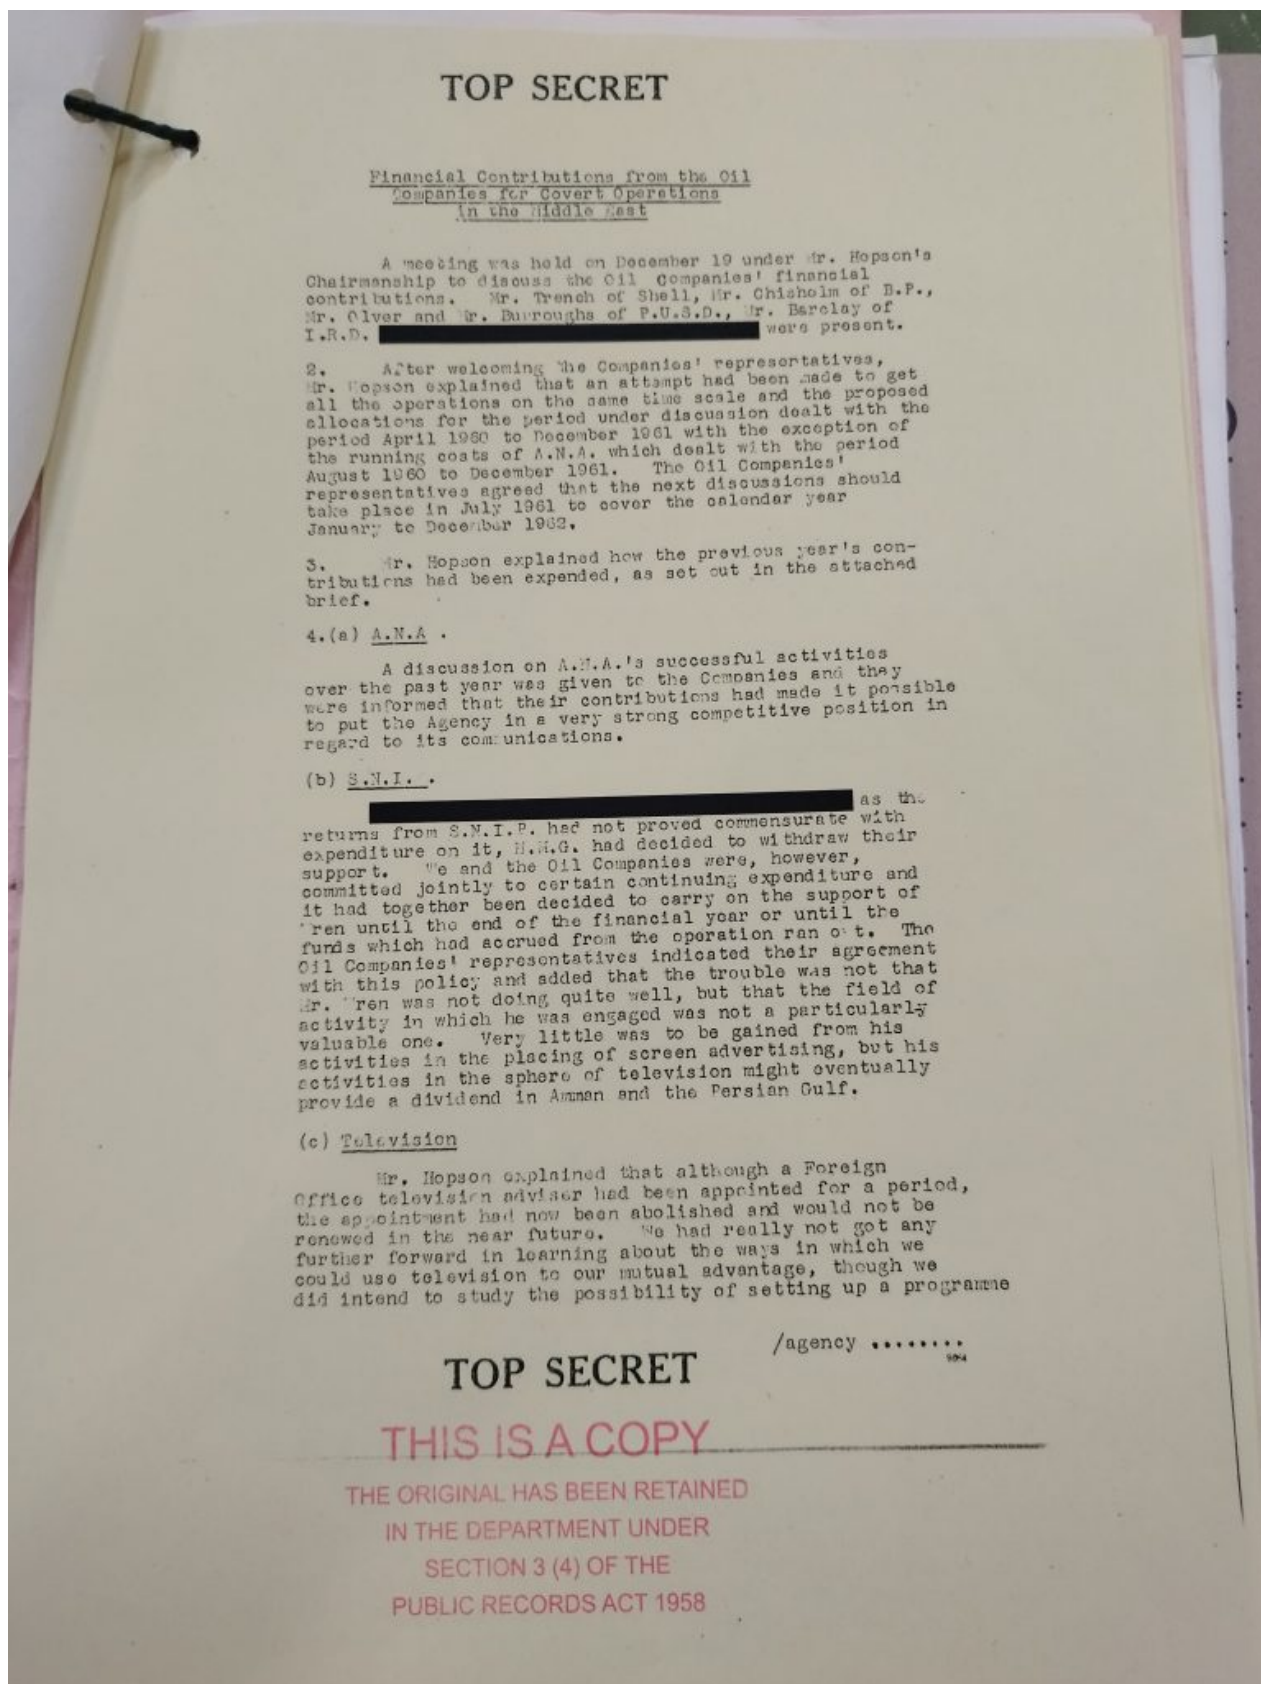 TOP SECRET
Financial Contributions from the Oil
Companies for Covert Operations
in the Middle East
A meeting was held on December 19 under Mr. Hopson's
Chairmanship to discuss the Oil Companies' financial
contributions. Mr. Trench of Shell, Mr. Chisholm of B.P.,
Mr. Olver and Mr. Burroughs of P.U.S.D., Mr. Barclay of
I.R.D. were present.
2. After welcoming the Companies' representatives,
Mr. Hopson explained that an attempt had been made to get
all the operations on the same time scale and the proposed
allocations for the period under discussion dealt with the
period April 1960 to December 1961 with the exception of
the running costs of A.N.A. which dealt with the period
August 1960 to December 1961. The Oil Companies'
representatives agreed that the next discussions should
take place in July 1961 to cover the calendar year
January to December 1962.
3. Mr. Hopson explained how the previous year's con-
tributions had been expended, as set out in the attached
brief.
4.(a) A.N.A .
A discussion on A.N.A.'s successful activities
over the past year was given to the Companies and they
were informed that their contributions had made it possible
to put the Agency in a very strong competitive position in
regard to its communications.
(b) S.N.I. .
as the
returns from S.N.I.P. had not proved commensurate with
expenditure on it, H.M.G. had decided to withdraw their
support. We and the Oil Companies were, however,
committed jointly to certain continuing expenditure and
it had together been decided to carry on the support of
Wren until the end of the financial year or until the
funds which had accrued from the operation ran out. The
Oil Companies' representatives indicated their agreement
with this policy and added that the trouble was not that
Mr. Wren was not doing quite well, but that the field of
activity in which he was engaged was not a particularly
valuable one. Very little was to be gained from his
activities in the placing of screen advertising, but his
activities in the sphere of television might eventually
provide a dividend in Amman and the Persian Gulf.
(c) Television
Mr. Hopson explained that although a Foreign
Office television adviser had been appointed for a period,
the appointment had now been abolished and would not be
renewed in the near future. We had really not got any
further forward in learning about the ways in which we
could use television to our mutual advantage, though we
did intend to study the possibility of setting up a programme
/agency ........
TOP SECRET
THIS IS A COPY
THE ORIGINAL HAS BEEN RETAINED
IN THE DEPARTMENT UNDER
SECTION 3 (4) OF THE
PUBLIC RECORDS ACT 1958